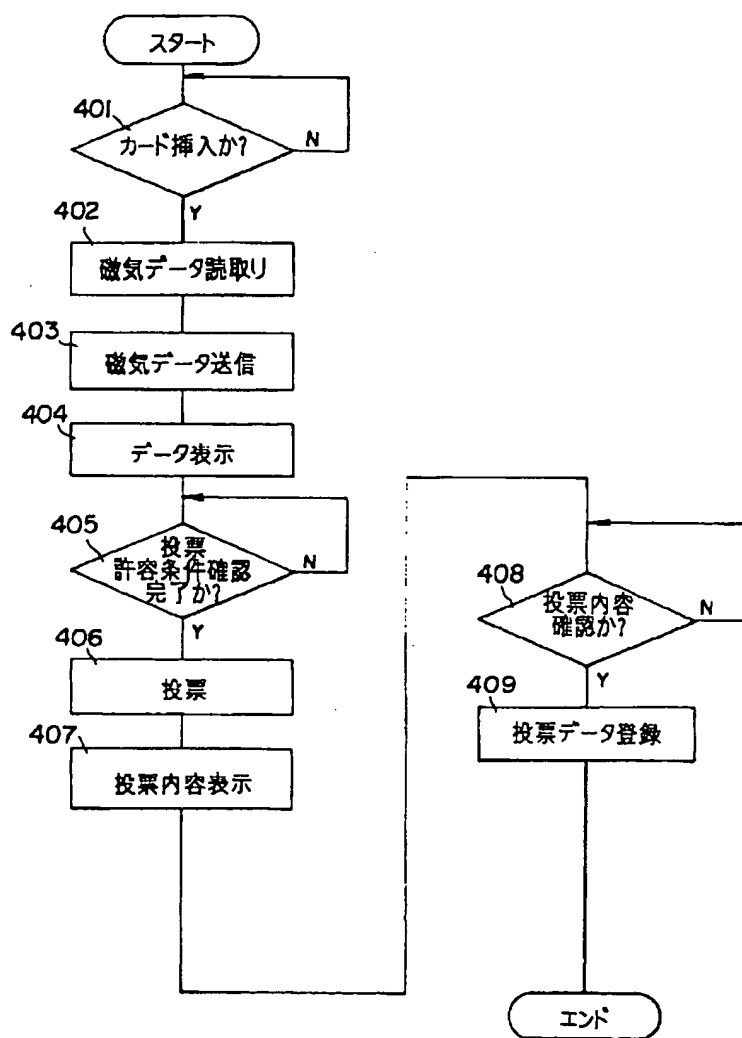 スタート
401
カード挿入か?
N
Y
402
磁気データ読取り
403
磁気データ送信
404
データ表示
405
投票
許容条件確認
完了か?
N
Y
406
投票
407
投票内容表示
408
投票内容
確認か?
N
Y
409
投票データ登録
エンド